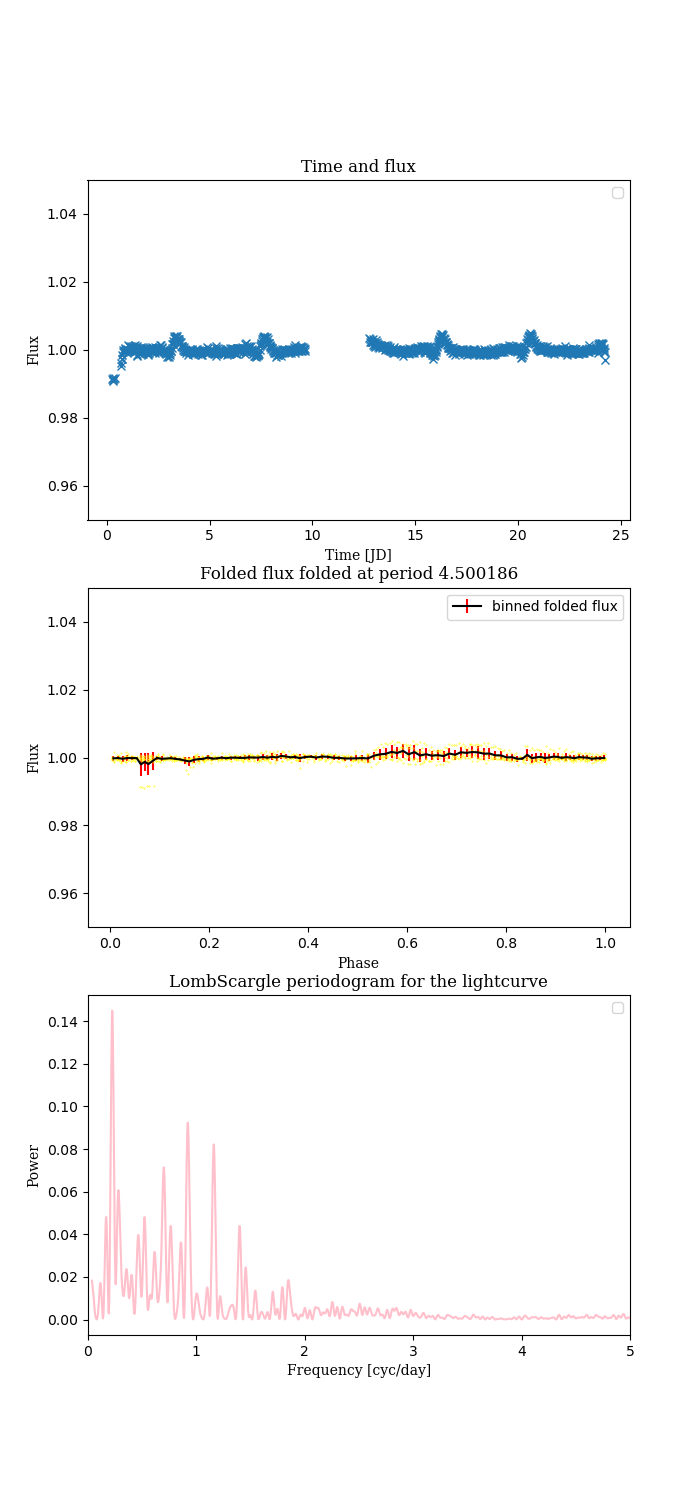 Time and flux
1.04
1.02
1.00
0.98
0.96
Flux
0 5 10 15 20 25
Time [JD]
Folded flux folded at period 4.500186
binned folded flux
1.04
1.02
1.00
0.98
0.96
Flux
0.0 0.2 0.4 0.6 0.8 1.0
Phase
LombScargle periodogram for the lightcurve
0.14
0.12
0.10
0.08
0.06
0.04
0.02
0.00
Power
0 1 2 3 4 5
Frequency [cyc/day]